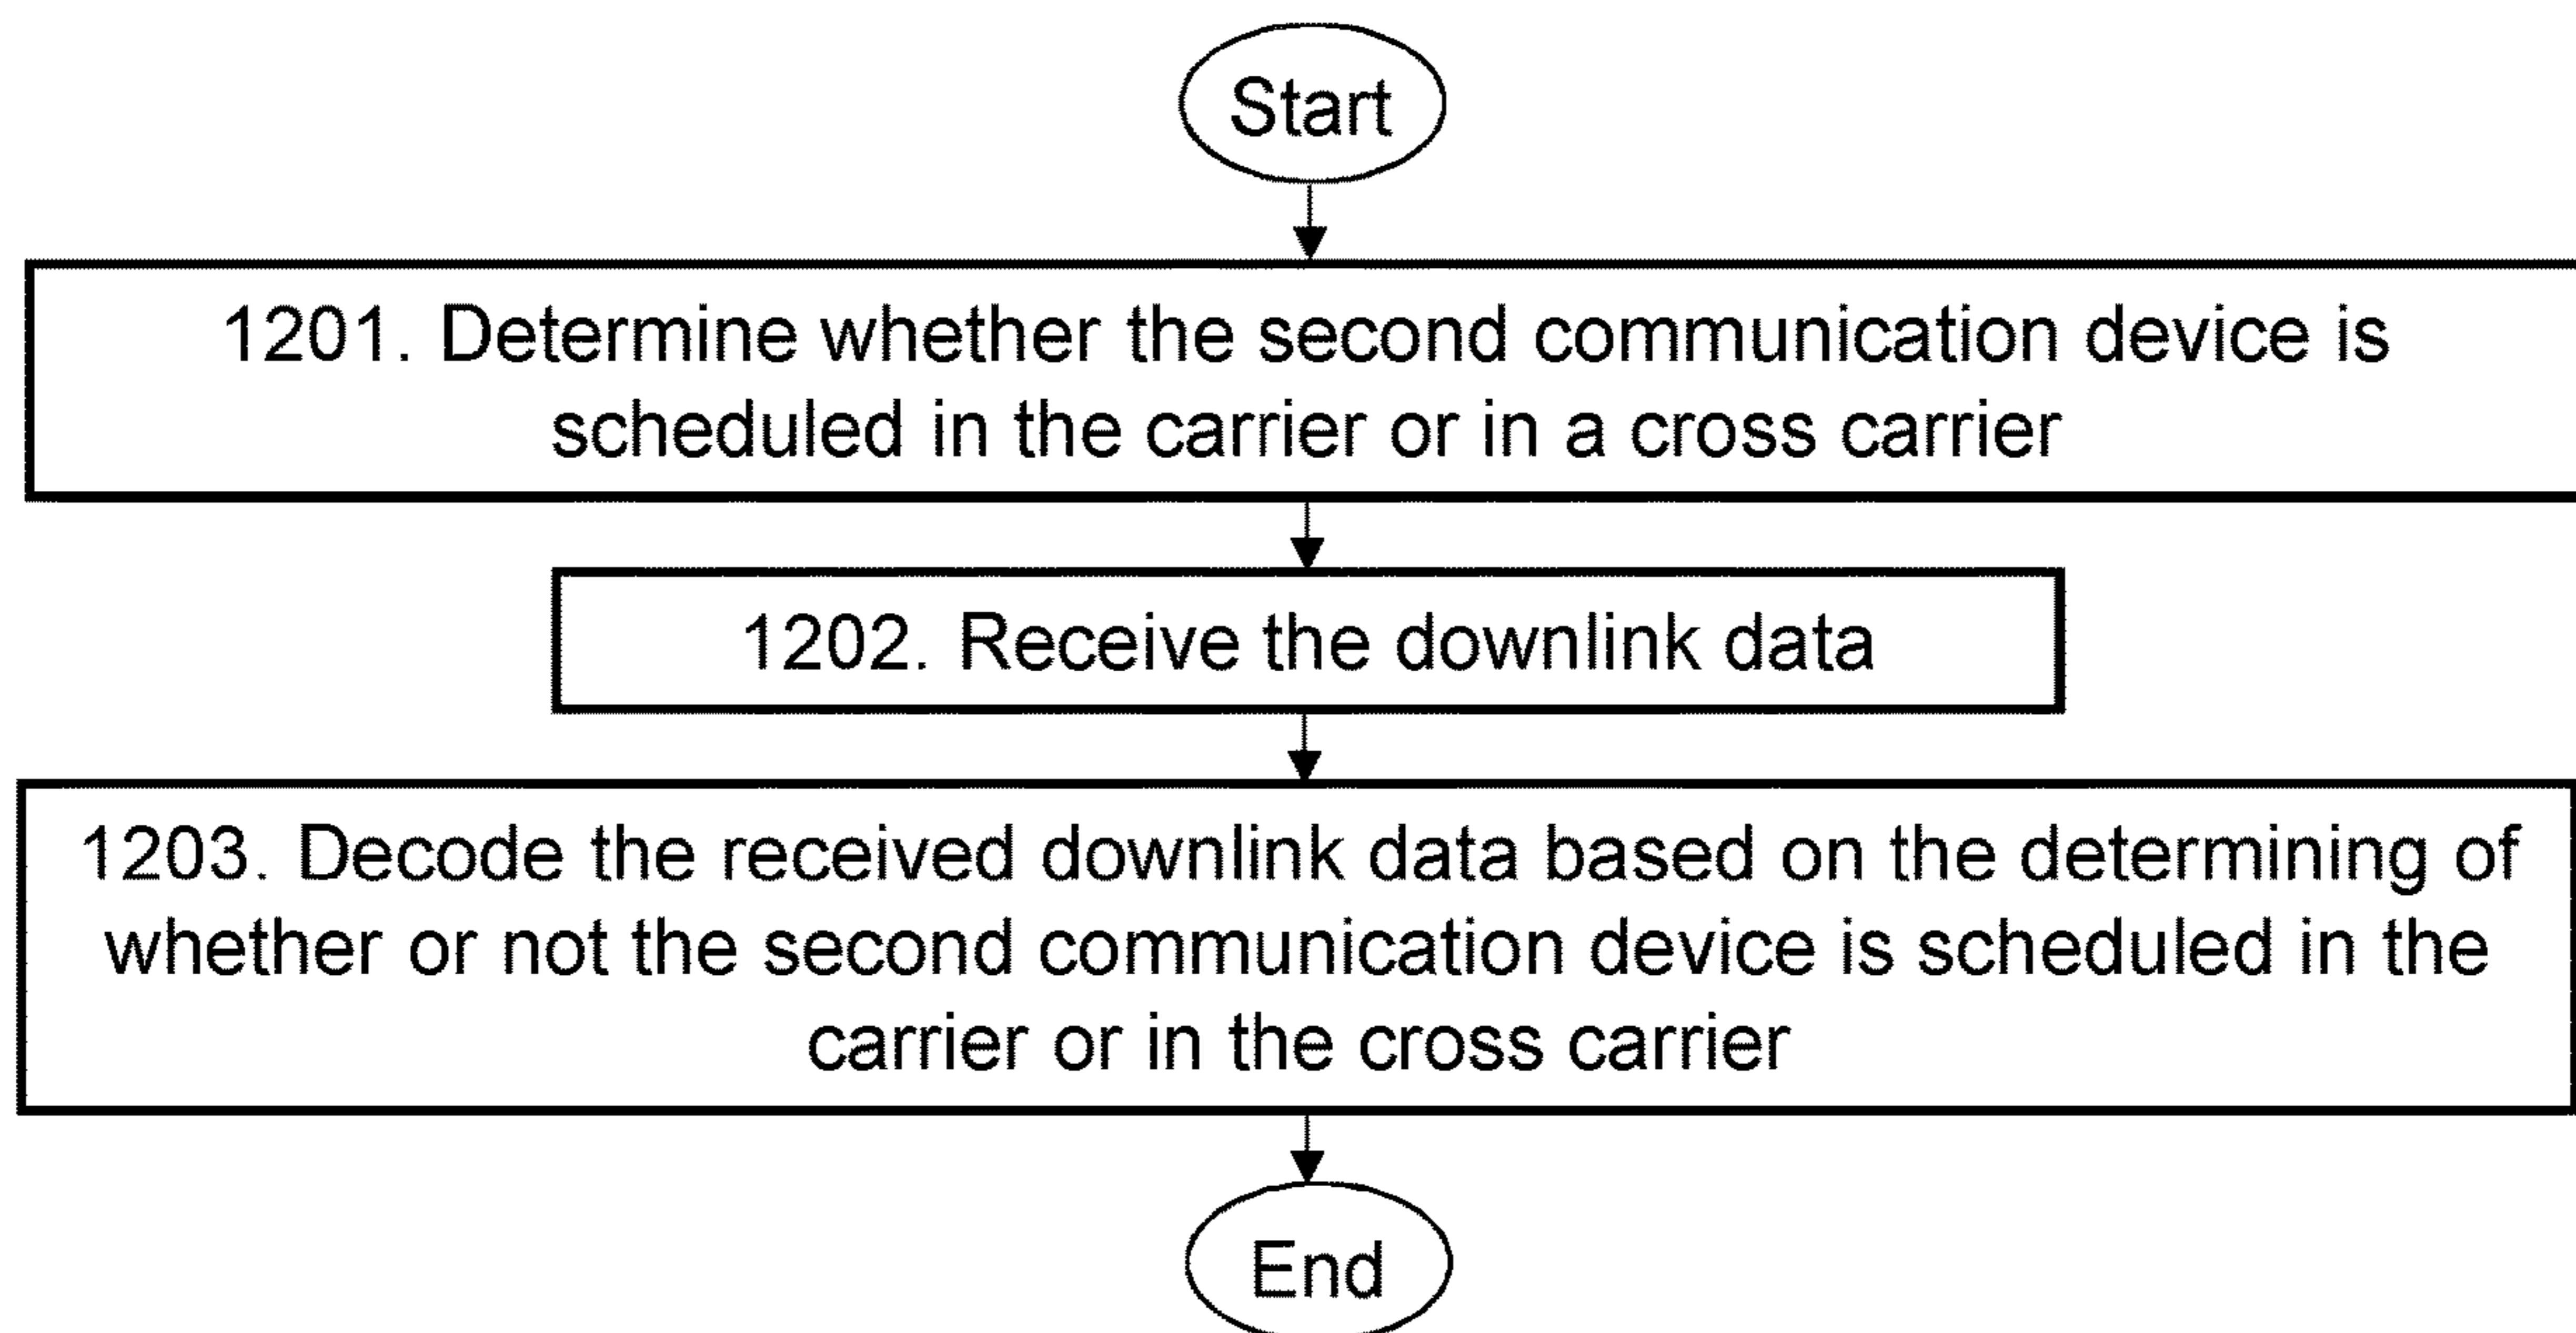 Start
1201. Determine whether the second communication device is
scheduled in the carrier or in a cross carrier
1202. Receive the downlink data
1203. Decode the received downlink data based on the determining of
whether or not the second communication device is scheduled in the
carrier or in the cross carrier
End